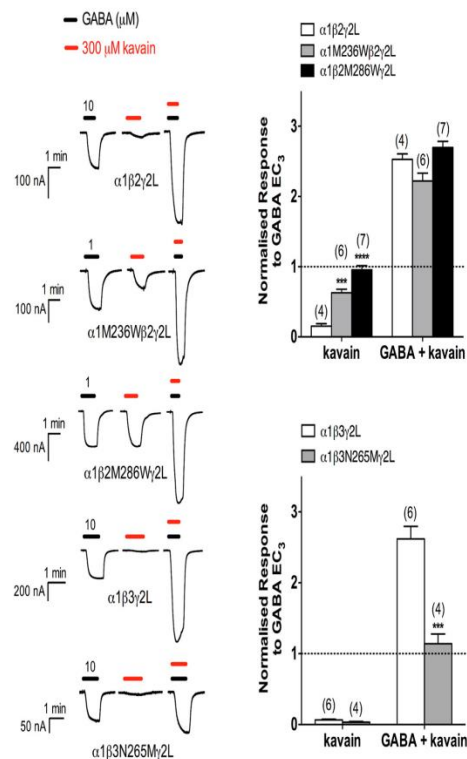 GABA (μM)
300 μM kavain
10
1 min
100 nA
α1β2γ2L
1
1 min
100 nA
α1M236Wβ2γ2L
1
1 min
400 nA
α1β2M286Wγ2L
10
1 min
200 nA
α1β3γ2L
10
1 min
50 nA
α1β3N265Mγ2L
α1β2γ2L
α1M236Wβ2γ2L
α1β2M286Wγ2L
Normalised Response
to GABA EC3
3
2
1
0
(4)
(6)
(7)
***
****
(4)
(6)
(7)
kavain
GABA + kavain
α1β3γ2L
α1β3N265Mγ2L
Normalised Response
to GABA EC3
3
2
1
0
(6)
(4)
(6)
(4)
***
kavain
GABA + kavain